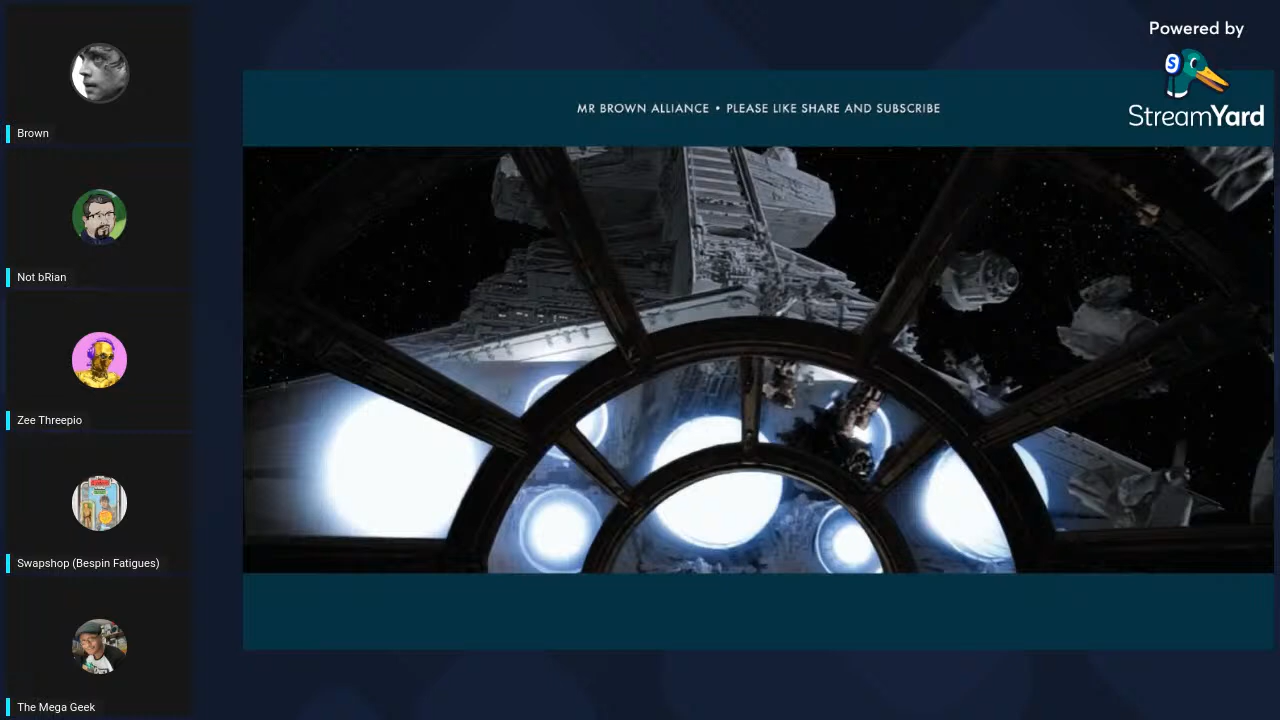 Powered by
StreamYard
MR BROWN ALLIANCE • PLEASE LIKE SHARE AND SUBSCRIBE
Brown
Not bRian
Zee Threepio
Swapshop (Bespin Fatigues)
The Mega Geek